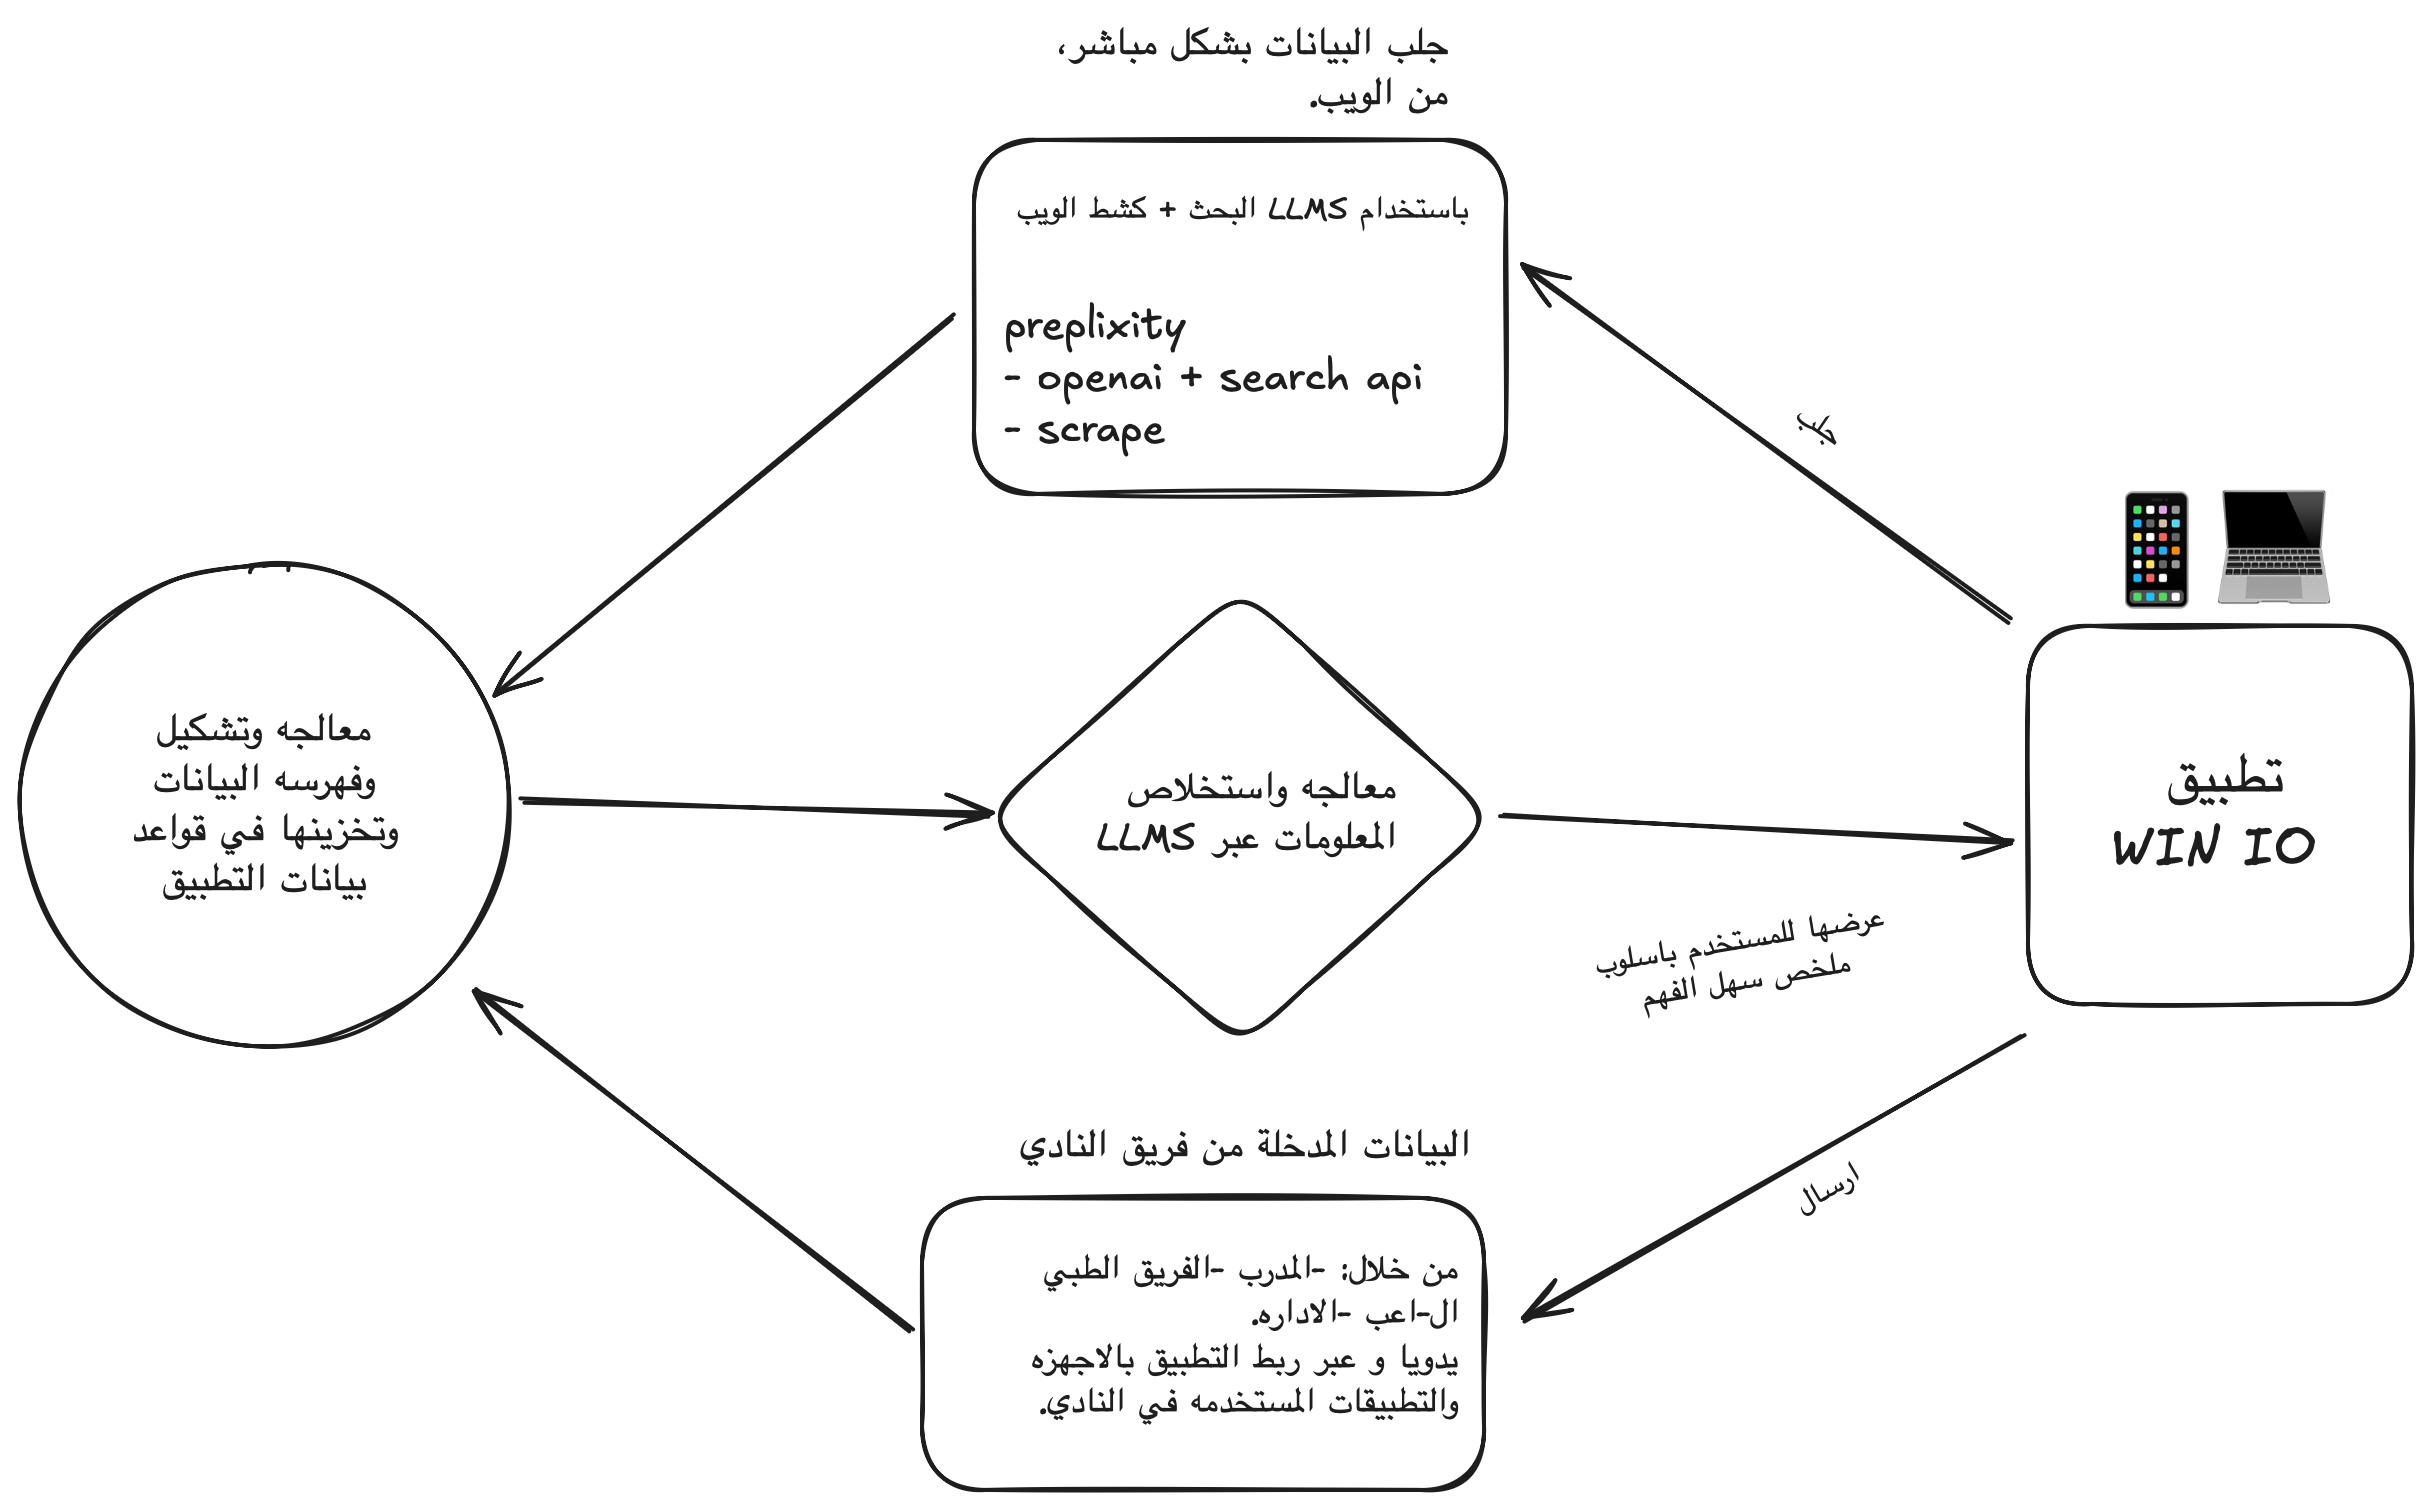 جلب البيانات بشكل مباشر،
من الويب.
باستخدام LLMS البحث + كشط الويب
preplixity
- openai + search api
- scrape
جلب
تطبيق
WIN IO
معالجه واستخلاص
المعلومات عبر LLMS
معالجه وتشكيل
وفهرسه البيانات
وتخزينها في قواعد
بيانات التطبيق
عرضها للمستخدم باسلوب
ملخص سهل الفهم
ارسال
البيانات المدخلة من فريق النادي
من خلال: -المدرب -الفريق الطبي
ال-اعب -الاداره.
يدويا و عبر ربط التطبيق بالاجهزه
والتطبيقات المستخدمه في النادي.